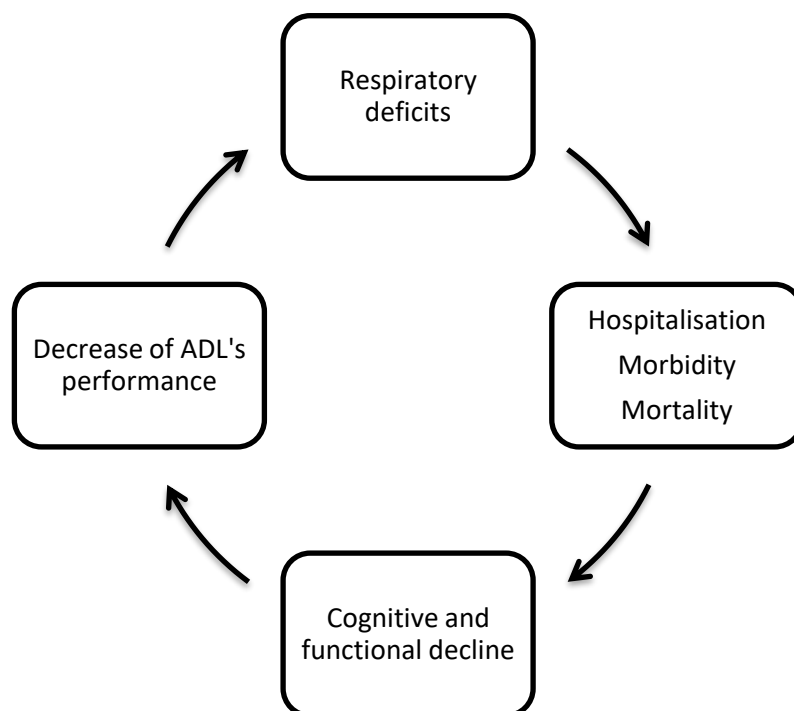 Respiratory
deficits
Hospitalisation
Morbidity
Mortality
Cognitive and
functional decline
Decrease of ADL's
performance